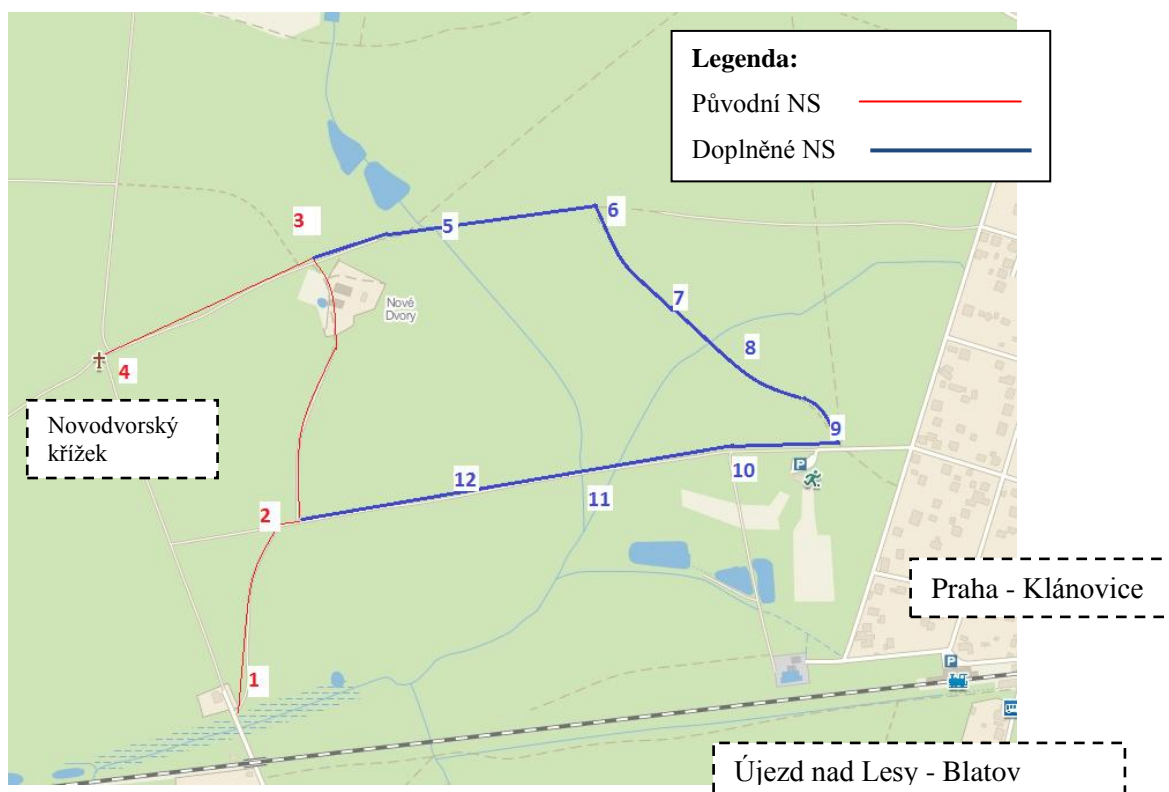 Legenda:
Původní NS
Doplněné NS
3
5
6
7
Nové
Dvory
4
8
Novodvorský
křížek
9
P
10
12
11
2
Praha - Klánovice
P
1
Újezd nad Lesy - Blatov